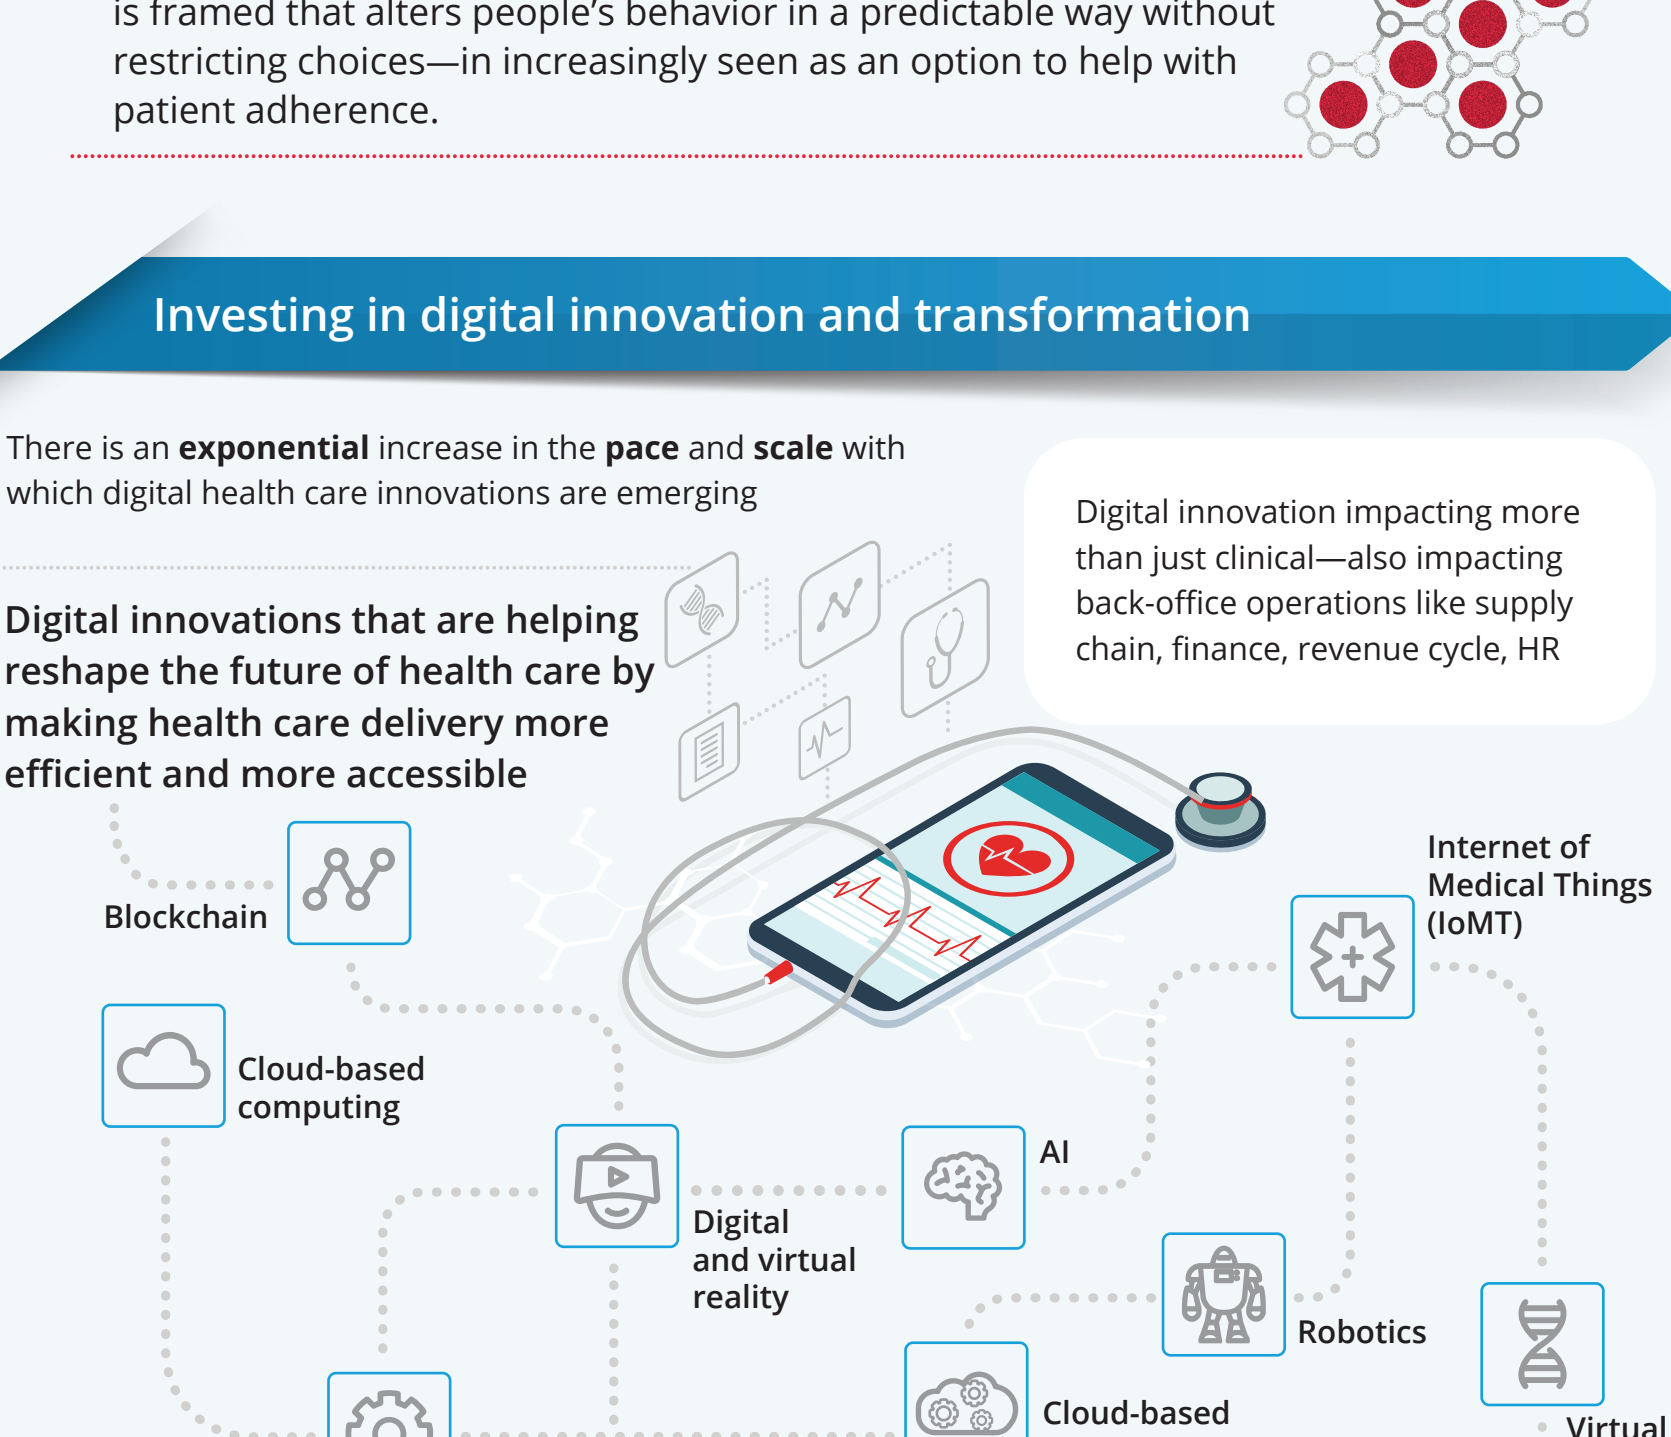 is framed that alters people's behavior in a predictable way without
restricting choices—in increasingly seen as an option to help with
patient adherence.
Investing in digital innovation and transformation
There is an exponential increase in the pace and scale with
which digital health care innovations are emerging
Digital innovation impacting more
than just clinical—also impacting
back-office operations like supply
chain, finance, revenue cycle, HR
Digital innovations that are helping
reshape the future of health care by
making health care delivery more
efficient and more accessible
Blockchain
Internet of
Medical Things
(IoMT)
Cloud-based
computing
AI
Digital
and virtual
reality
Robotics
Cloud-based
Virtual